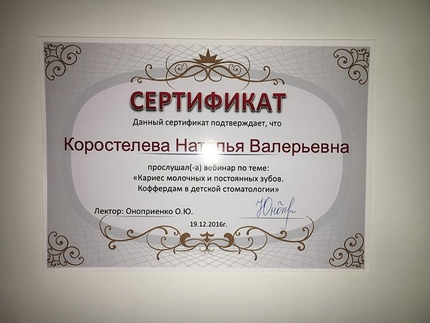 СЕРТИФИКАТ
Данный сертификат подтверждает, что
Коростелева Наталья Валерьевна
прослушал(-а) вебинар по теме:
«Кариес молочных и постоянных зубов.
Коффердам в детской стоматологии»
Лектор: Оноприенко О.Ю.
19.12.2016г.